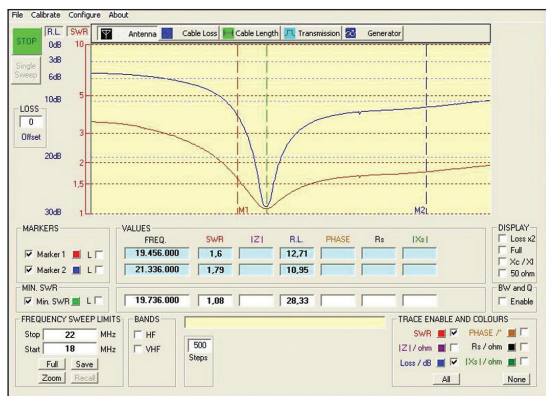 File Calibrate Configure About
STOP
Single Sweep
LOSS
0
Offset
R.L. SWR
Antenna Cable Loss Cable Length Transmission Generator
0dB 10
3dB
6dB
5
10dB
3
20dB 2
1,5
30dB 1
M1 M2
MARKERS
Marker 1 L
Marker 2 L
VALUES
FREQ. SWR |Z| R.L. PHASE Rs |Xs|
19.456.000 1,6 12,71
21.336.000 1,79 10,95
DISPLAY
Loss x2
Full
Xc / Xl
50 ohm
MIN. SWR
Min. SWR L
19.736.000 1,08 28,33
BW and Q
Enable
FREQUENCY SWEEP LIMITS
Stop 22 MHz
Start 18 MHz
Full Save
Zoom Recall
BANDS
HF
VHF
500
Steps
TRACE ENABLE AND COLOURS
SWR PHASE /°
|Z| / ohm Rs / ohm
Loss / dB |Xs| / ohm
All None